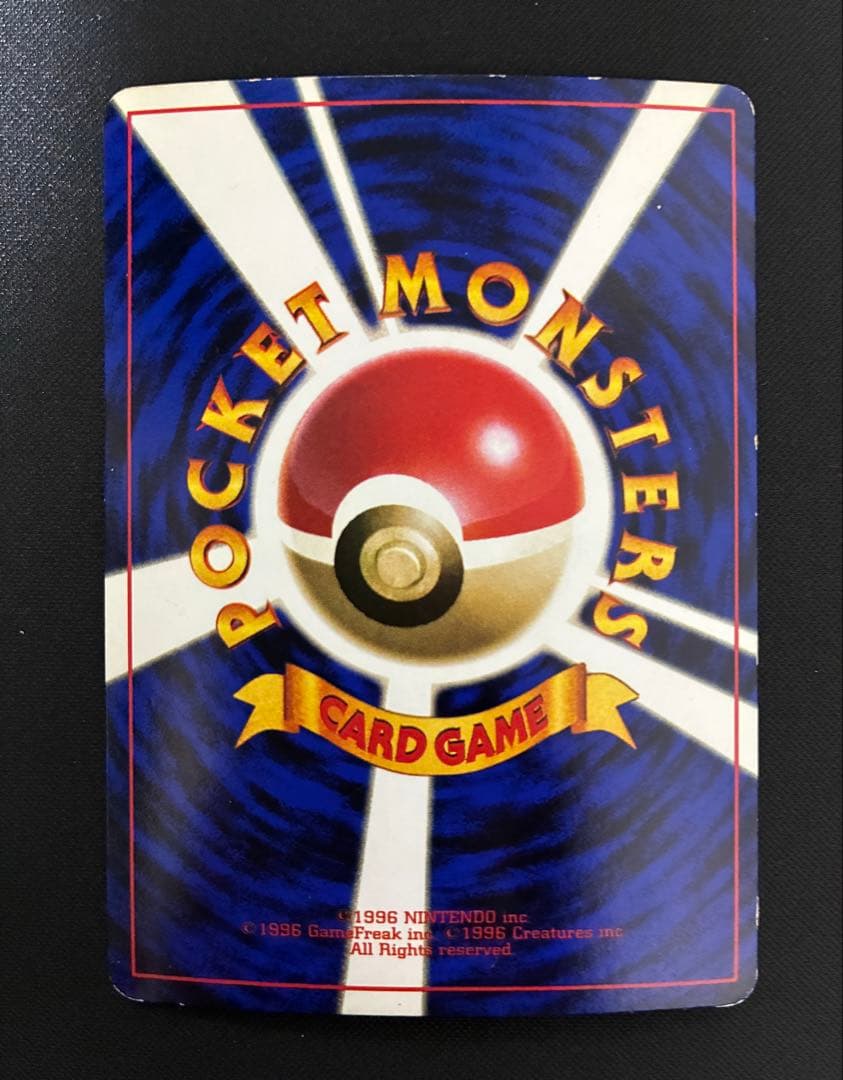 POCKET MONSTERS
CARD GAME
©1996 NINTENDO inc.
©1996 GameFreak inc. ©1996 Creatures inc.
All Rights reserved.